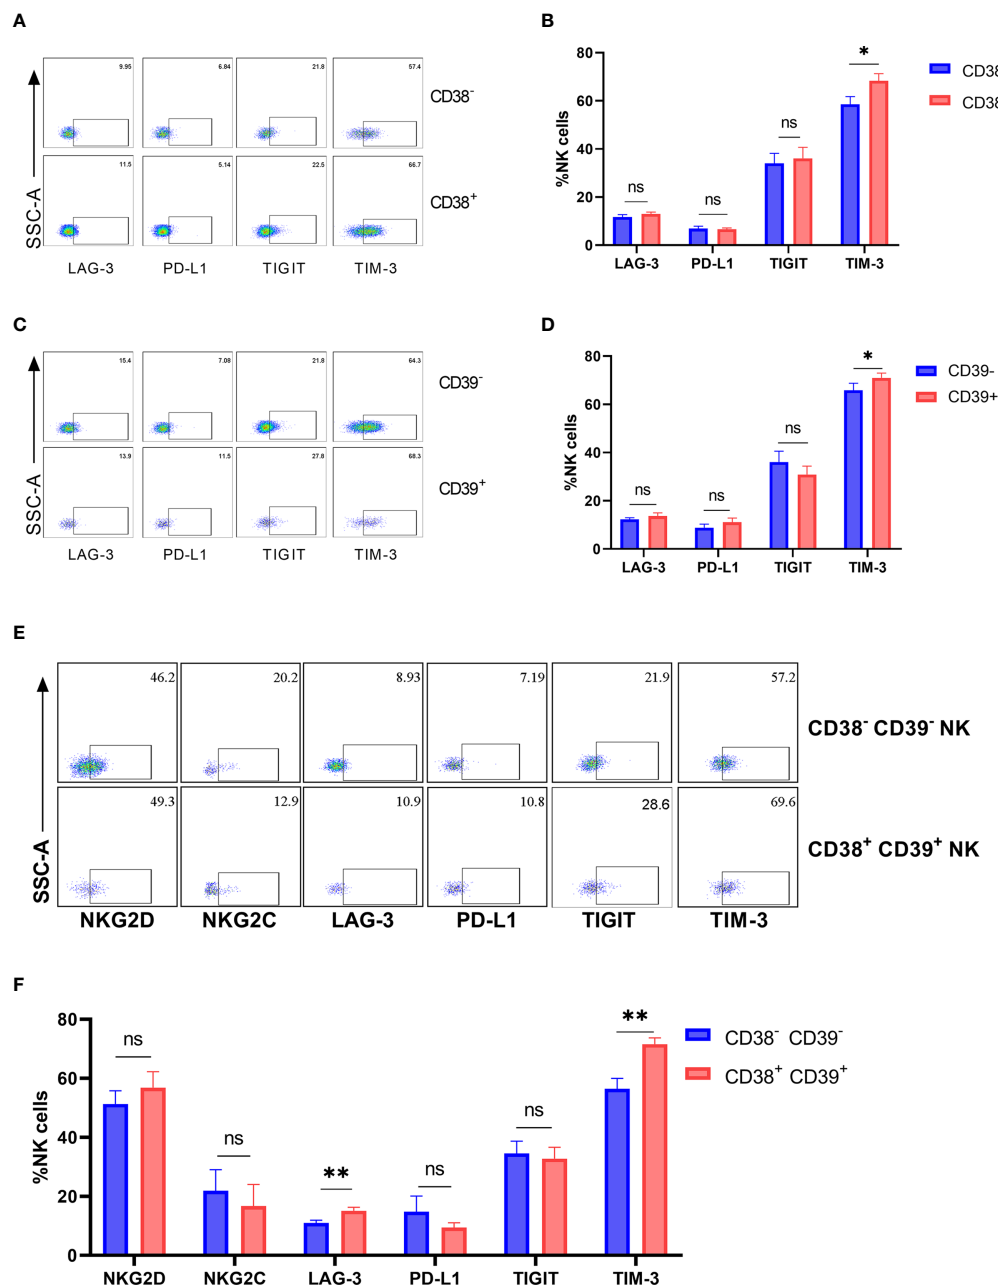 A
9.95 6.84 21.8 57.4
CD38-
11.5 5.14 22.5 66.7
CD38+
SSC-A
LAG-3 PD-L1 TIGIT TIM-3
B
80
60
40
20
0
%NK cells
ns ns ns *
LAG-3 PD-L1 TIGIT TIM-3
CD38
CD38
C
15.4 7.08 21.8 64.3
CD39-
13.9 11.5 27.8 68.3
CD39+
SSC-A
LAG-3 PD-L1 TIGIT TIM-3
D
80
60
40
20
0
%NK cells
ns ns ns *
LAG-3 PD-L1 TIGIT TIM-3
CD39-
CD39+
E
46.2 20.2 8.93 7.19 21.9 57.2
CD38- CD39- NK
49.3 12.9 10.9 10.8 28.6 69.6
CD38+ CD39+ NK
SSC-A
NKG2D NKG2C LAG-3 PD-L1 TIGIT TIM-3
F
80
60
40
20
0
%NK cells
ns ns ** ns ns **
NKG2D NKG2C LAG-3 PD-L1 TIGIT TIM-3
CD38- CD39-
CD38+ CD39+